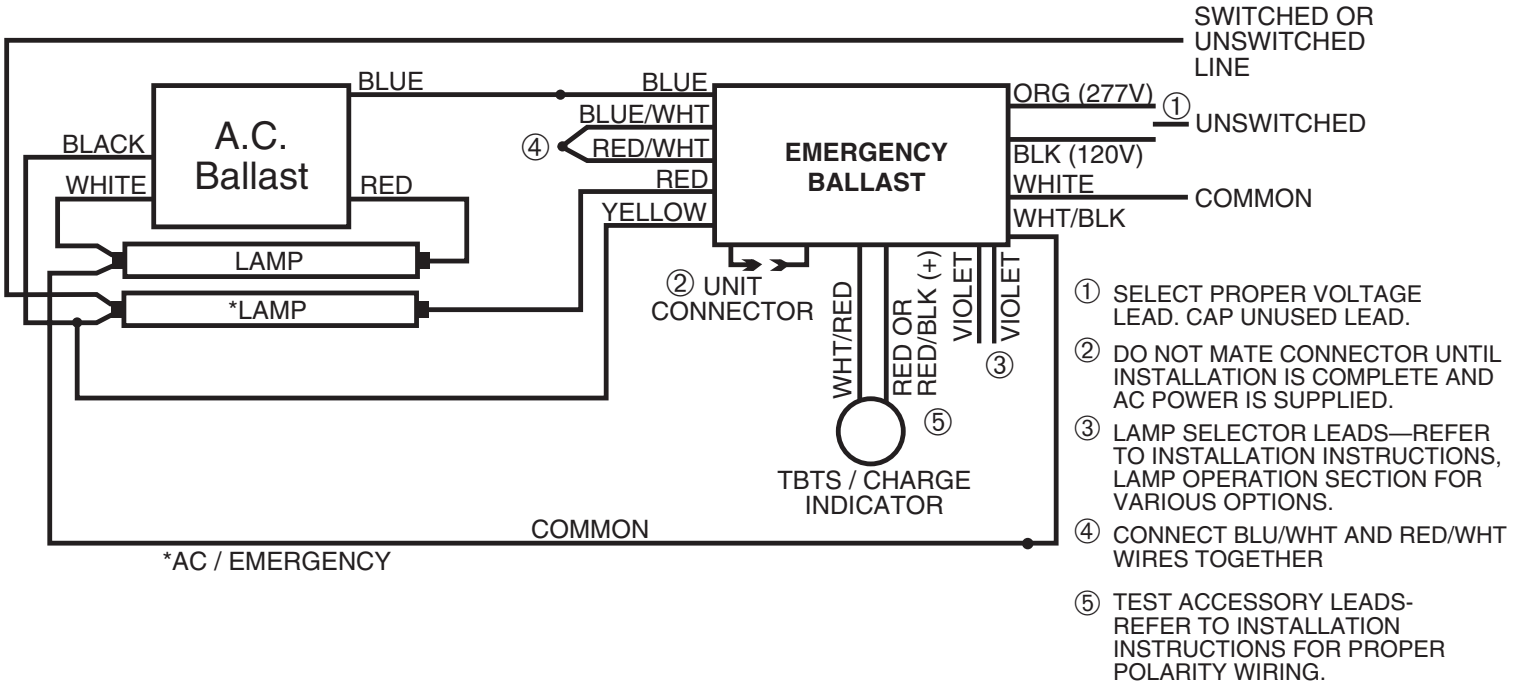 SWITCHED OR
UNSWITCHED
LINE
BLUE
BLUE
BLUE/WHT
④
RED/WHT
RED
YELLOW
A.C.
Ballast
BLACK
WHITE
RED
LAMP
*LAMP
EMERGENCY
BALLAST
ORG (277V)
①
UNSWITCHED
BLK (120V)
WHITE
COMMON
WHT/BLK
② UNIT
CONNECTOR
WHT/RED
RED OR
RED/BLK (+)
VIOLET
VIOLET
③
⑤
TBTS / CHARGE
INDICATOR
COMMON
*AC / EMERGENCY
① SELECT PROPER VOLTAGE
LEAD. CAP UNUSED LEAD.
② DO NOT MATE CONNECTOR UNTIL
INSTALLATION IS COMPLETE AND
AC POWER IS SUPPLIED.
③ LAMP SELECTOR LEADS—REFER
TO INSTALLATION INSTRUCTIONS,
LAMP OPERATION SECTION FOR
VARIOUS OPTIONS.
④ CONNECT BLU/WHT AND RED/WHT
WIRES TOGETHER
⑤ TEST ACCESSORY LEADS-
REFER TO INSTALLATION
INSTRUCTIONS FOR PROPER
POLARITY WIRING.